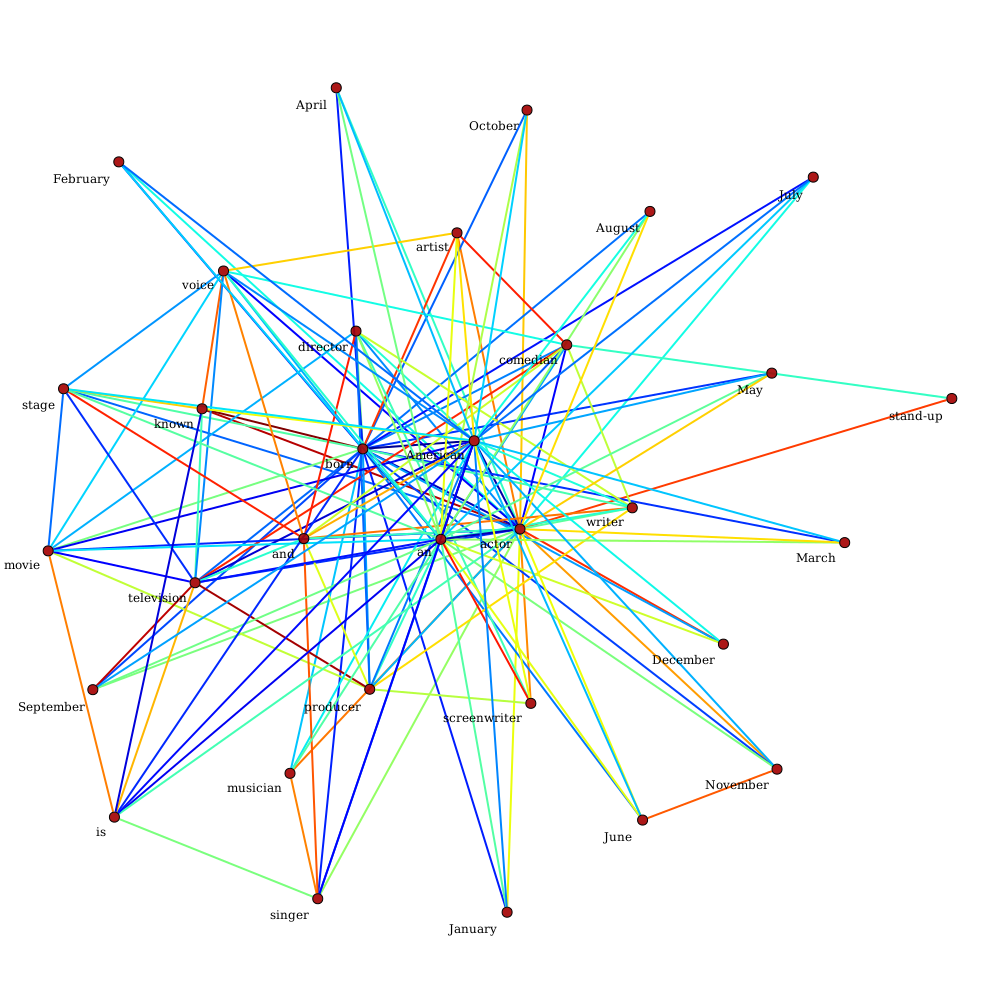 April
October
February
July
August
artist
voice
director
comedian
May
stage
stand-up
known
American
born
writer
and
an
actor
March
movie
television
December
September
producer
screenwriter
musician
November
is
June
singer
January